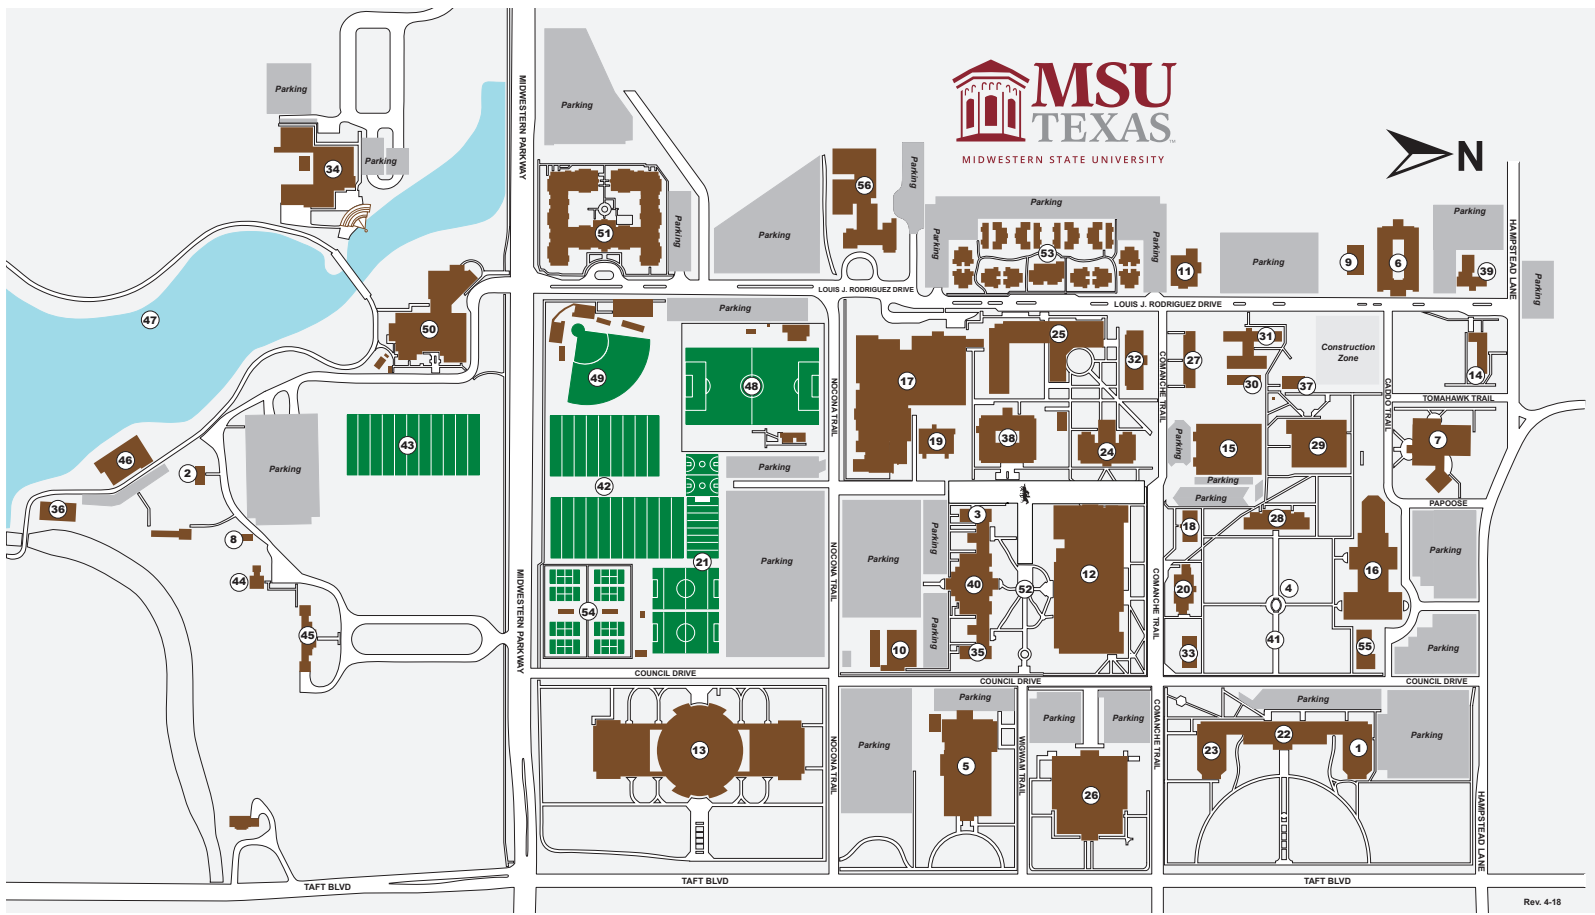 MSU
TEXAS
MIDWESTERN STATE UNIVERSITY
N
MIDWESTERN PARKWAY
Parking
Parking
Parking
34
56
Parking
51
Parking
Parking
Parking
Parking
53
Parking
Parking
11
Parking
9
6
Parking
39
HAMPSTEAD LANE
Parking
LOUIS J. RODRIGUEZ DRIVE
LOUIS J. RODRIGUEZ DRIVE
47
50
Parking
49
48
NOCONA TRAIL
17
25
32
COMANCHE TRAIL
27
31
30
37
Construction
Zone
CADDO TRAIL
14
TOMAHAWK TRAIL
43
19
38
24
Parking
15
29
7
46
2
Parking
42
Parking
Parking
Parking
PAPOOSE
36
8
44
45
21
54
MIDWESTERN PARKWAY
Parking
NOCONA TRAIL
Parking
Parking
3
40
35
52
12
COMANCHE TRAIL
18
28
20
4
41
33
16
55
Parking
Parking
10
Parking
COUNCIL DRIVE
COUNCIL DRIVE
COUNCIL DRIVE
13
NOCONA TRAIL
Parking
Parking
5
WIGWAM TRAIL
Parking
Parking
26
COMANCHE TRAIL
Parking
23
22
1
Parking
HAMPSTEAD LANE
TAFT BLVD
TAFT BLVD
TAFT BLVD
Rev. 4-18